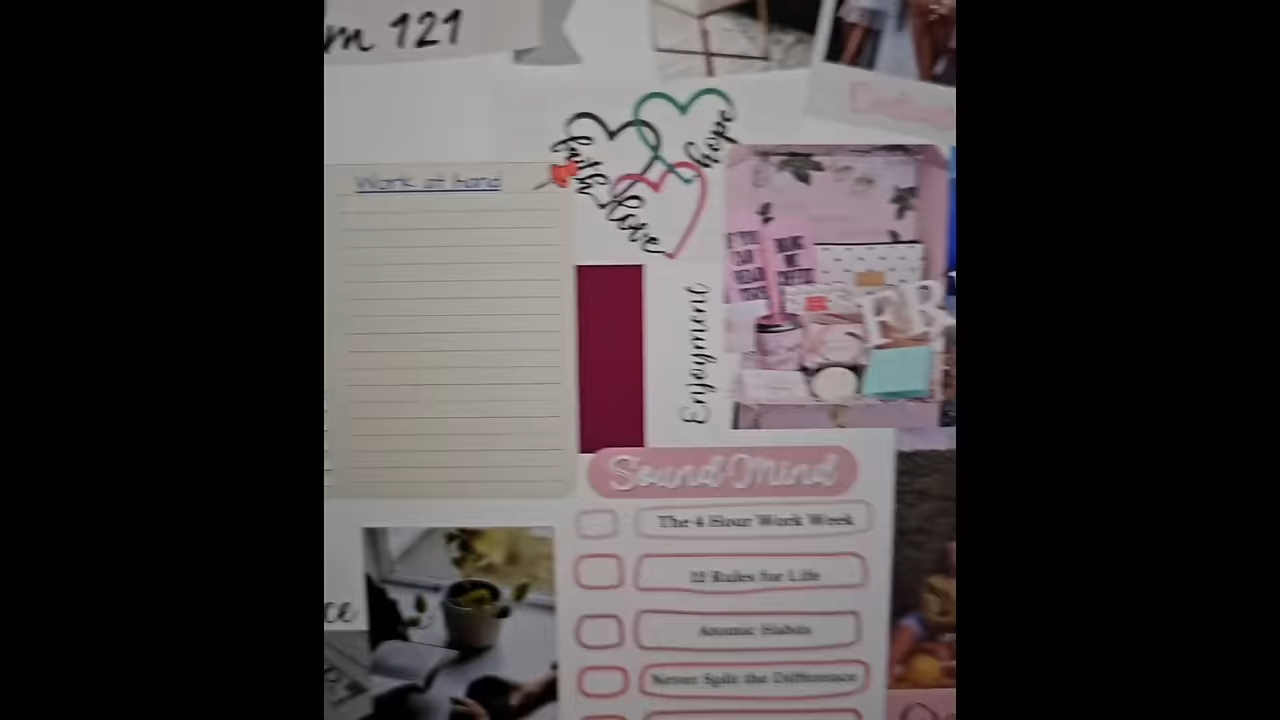 m 121
faith
hope
love
Work at hand
Enjoyment
Sound Mind
The 4 Hour Work Week
12 Rules for Life
Atomic Habits
Never Split the Difference
ce